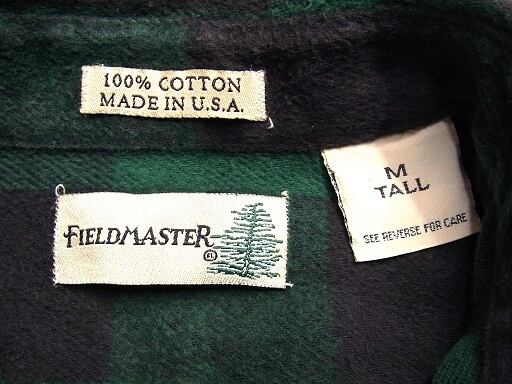 100% COTTON
MADE IN U.S.A.
M
TALL
SEE REVERSE FOR CARE
FIELDMASTER